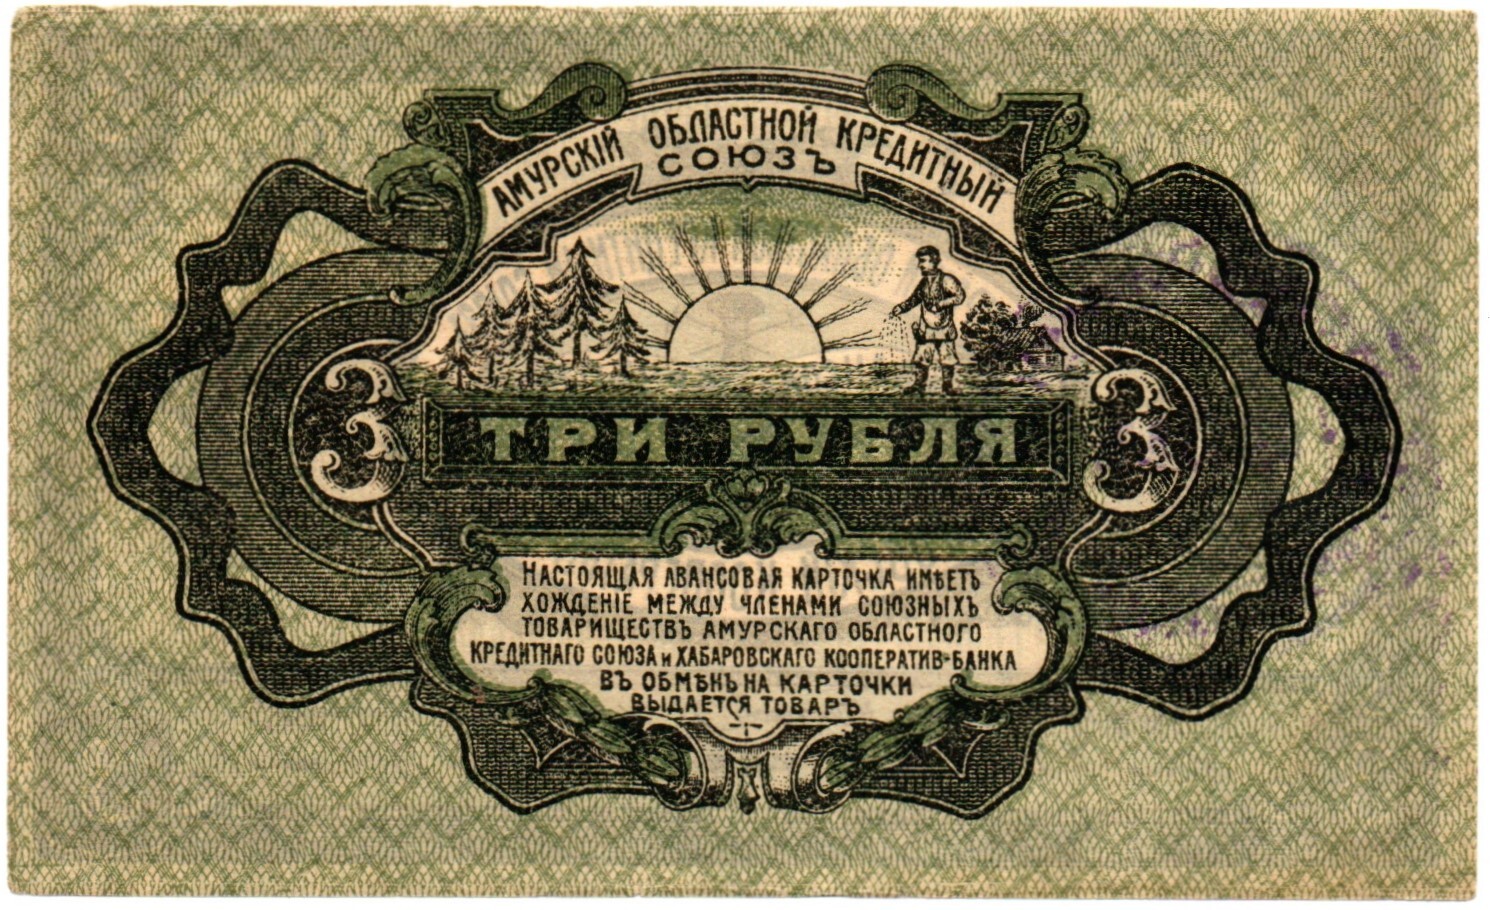 АМУРСКІЙ ОБЛАСТНОЙ КРЕДИТНЫЙ
СОЮЗЪ
3 3
ТРИ РУБЛЯ
НАСТОЯЩАЯ АВАНСОВАЯ КАРТОЧКА ИМѢЕТЪ
ХОЖДЕНІЕ МЕЖДУ ЧЛЕНАМИ СОЮЗНЫХЪ
ТОВАРИЩЕСТВЪ АМУРСКАГО ОБЛАСТНОГО
КРЕДИТНАГО СОЮЗА и ХАБАРОВСКАГО КООПЕРАТИВ-БАНКА
ВЪ ОБМѢНЪ НА КАРТОЧКИ
ВЫДАЕТСЯ ТОВАРЪ